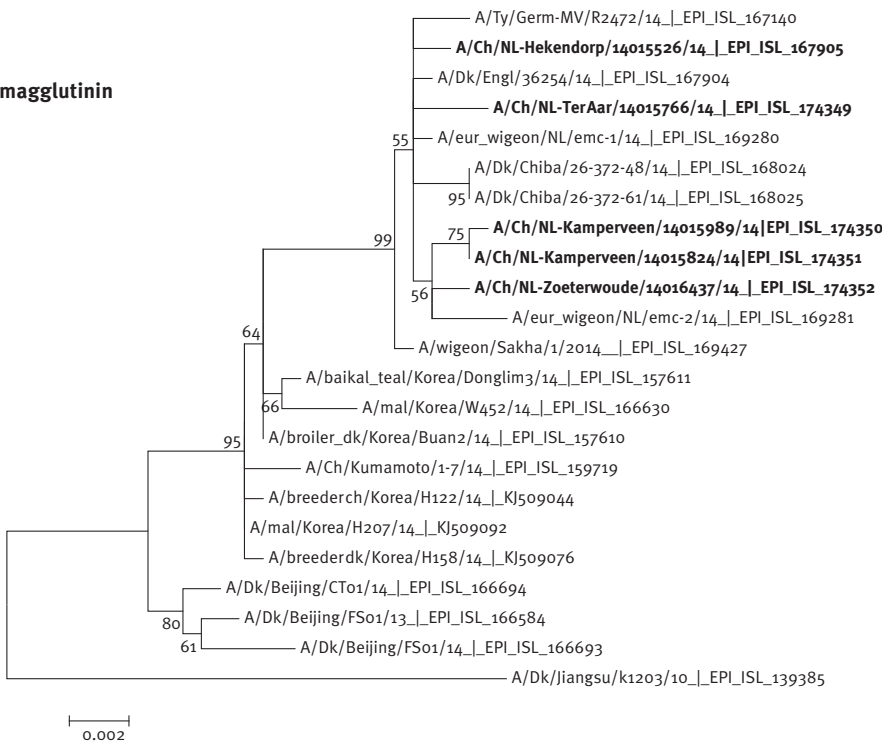 A/Ty/Germ-MV/R2472/14_|_EPI_ISL_167140
A/Ch/NL-Hekendorp/14015526/14_|_EPI_ISL_167905
A/Dk/Engl/36254/14_|_EPI_ISL_167904
magglutinin
A/Ch/NL-TerAar/14015766/14_|_EPI_ISL_174349
55
A/eur_wigeon/NL/emc-1/14_|_EPI_ISL_169280
A/Dk/Chiba/26-372-48/14_|_EPI_ISL_168024
95
A/Dk/Chiba/26-372-61/14_|_EPI_ISL_168025
A/Ch/NL-Kamperveen/14015989/14|EPI_ISL_174350
75
99
A/Ch/NL-Kamperveen/14015824/14|EPI_ISL_174351
A/Ch/NL-Zoeterwoude/14016437/14_|_EPI_ISL_174352
56
A/eur_wigeon/NL/emc-2/14_|_EPI_ISL_169281
64
A/wigeon/Sakha/1/2014__|_EPI_ISL_169427
A/baikal_teal/Korea/Donglim3/14_|_EPI_ISL_157611
66
A/mal/Korea/W452/14_|_EPI_ISL_166630
95
A/broiler_dk/Korea/Buan2/14_|_EPI_ISL_157610
A/Ch/Kumamoto/1-7/14_|_EPI_ISL_159719
A/breederch/Korea/H122/14_|_KJ509044
A/mal/Korea/H207/14_|_KJ509092
A/breederdk/Korea/H158/14_|_KJ509076
A/Dk/Beijing/CT01/14_|_EPI_ISL_166694
80
A/Dk/Beijing/FS01/13_|_EPI_ISL_166584
61
A/Dk/Beijing/FS01/14_|_EPI_ISL_166693
A/Dk/Jiangsu/k1203/10_|_EPI_ISL_139385
0.002